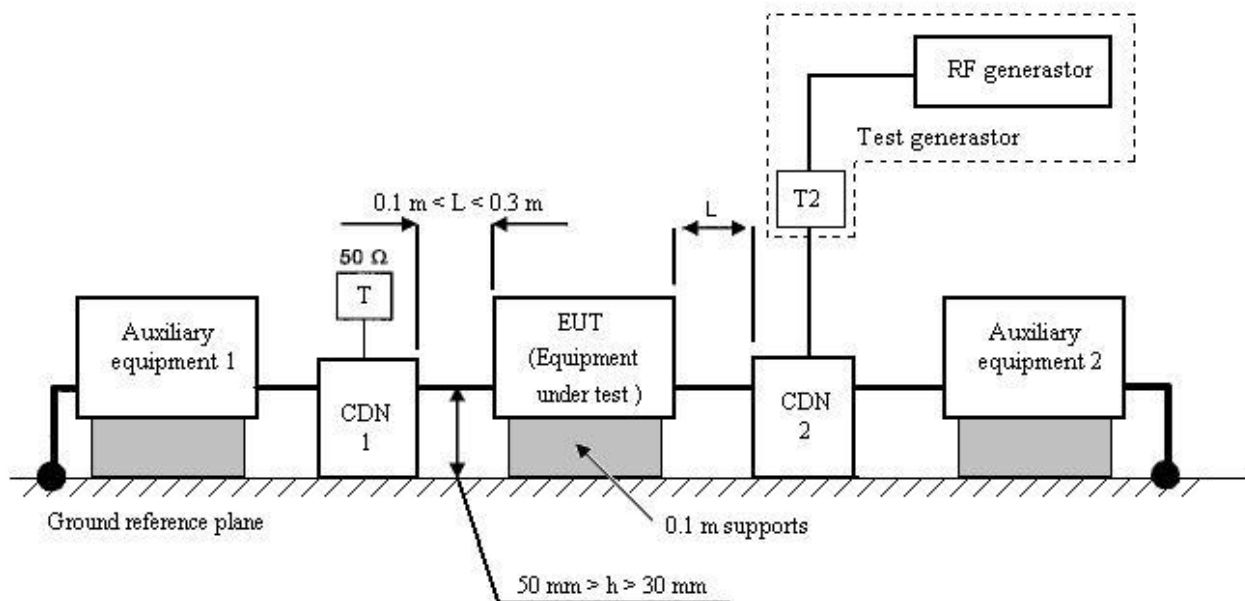 RF generastor
Test generastor
T2
0.1 m < L < 0.3 m
L
50 Ω
T
Auxiliary
equipment 1
EUT
(Equipment
under test )
Auxiliary
equipment 2
CDN
1
CDN
2
Ground reference plane
0.1 m supports
50 mm > h > 30 mm